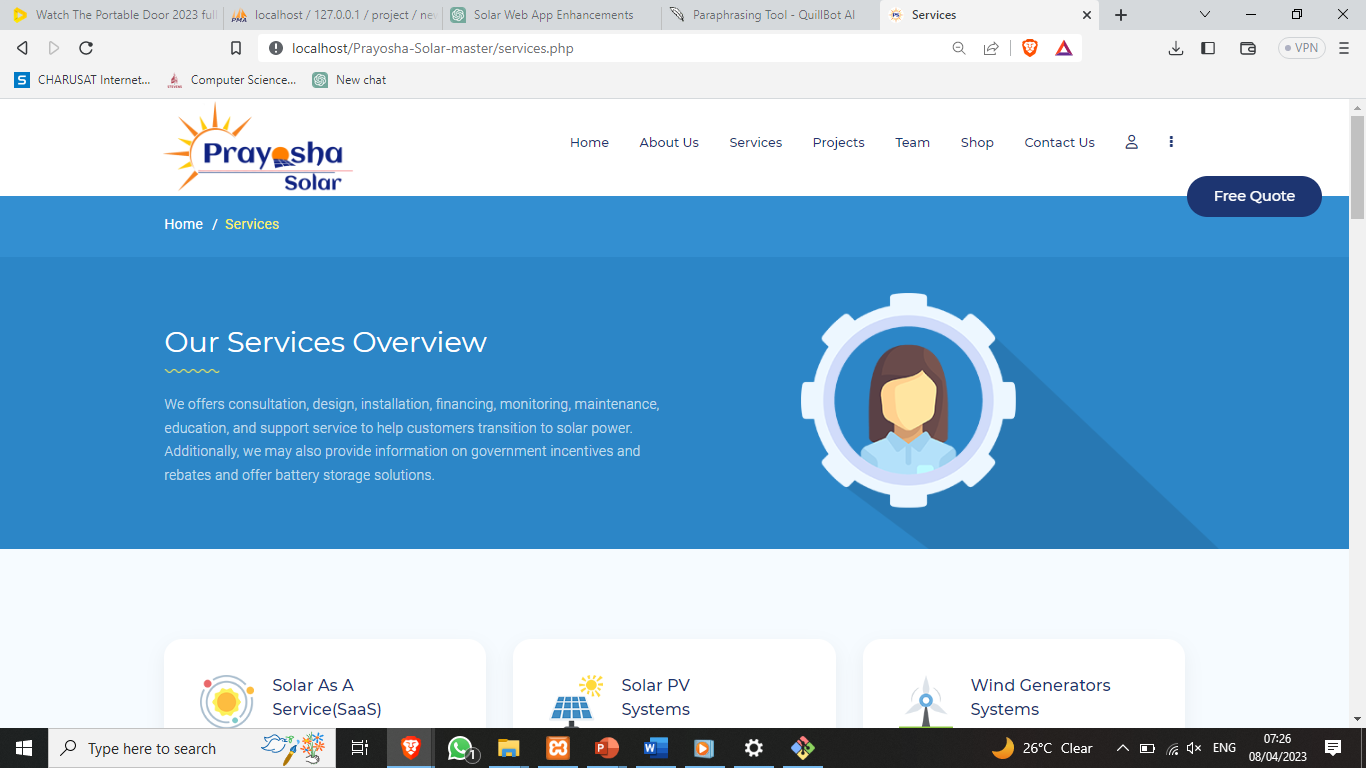 Watch The Portable Door 2023 full
localhost / 127.0.0.1 / project / ne
Solar Web App Enhancements
Paraphrasing Tool - QuillBot AI
Services
localhost/Prayosha-Solar-master/services.php
VPN
CHARUSAT Internet...
Computer Science...
New chat
Prayosha
Solar
Home
About Us
Services
Projects
Team
Shop
Contact Us
Free Quote
Home / Services
Our Services Overview
We offers consultation, design, installation, financing, monitoring, maintenance,
education, and support service to help customers transition to solar power.
Additionally, we may also provide information on government incentives and
rebates and offer battery storage solutions.
Solar As A
Service(SaaS)
Solar PV
Systems
Wind Generators
Systems
Type here to search
1
26°C Clear
ENG
07:26
08/04/2023